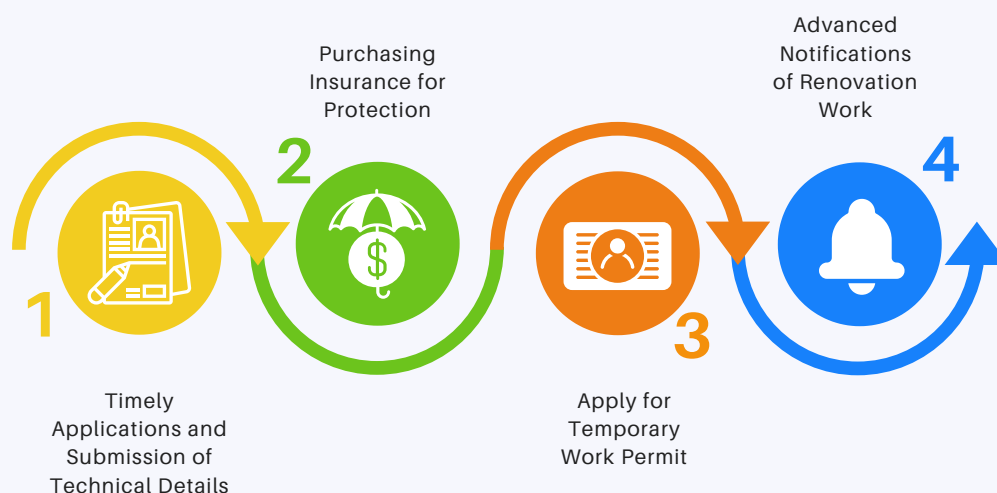 1
Timely
Applications and
Submission of
Technical Details
2
Purchasing
Insurance for
Protection
$
3
Apply for
Temporary
Work Permit
4
Advanced
Notifications
of Renovation
Work